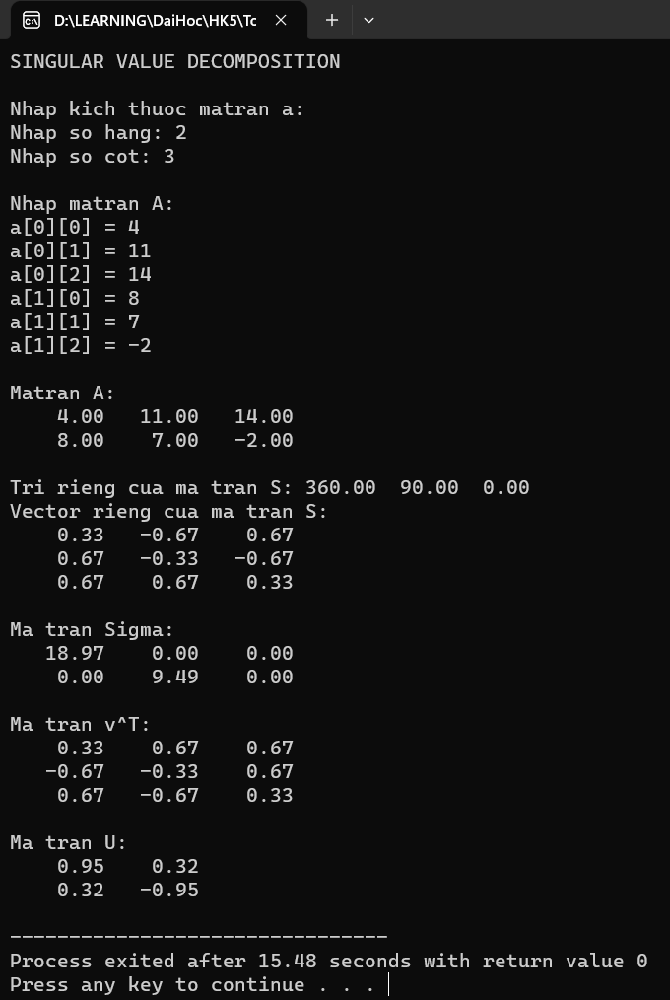 D:\LEARNING\DaiHoc\HK5\Tc
SINGULAR VALUE DECOMPOSITION
Nhap kich thuoc matran a:
Nhap so hang: 2
Nhap so cot: 3
Nhap matran A:
a[0][0] = 4
a[0][1] = 11
a[0][2] = 14
a[1][0] = 8
a[1][1] = 7
a[1][2] = -2
Matran A:
4.00 11.00 14.00
8.00 7.00 -2.00
Tri rieng cua ma tran S: 360.00 90.00 0.00
Vector rieng cua ma tran S:
0.33 -0.67 0.67
0.67 -0.33 -0.67
0.67 0.67 0.33
Ma tran Sigma:
18.97 0.00 0.00
0.00 9.49 0.00
Ma tran v^T:
0.33 0.67 0.67
-0.67 -0.33 0.67
0.67 -0.67 0.33
Ma tran U:
0.95 0.32
0.32 -0.95
--------------------------------
Process exited after 15.48 seconds with return value 0
Press any key to continue . . .